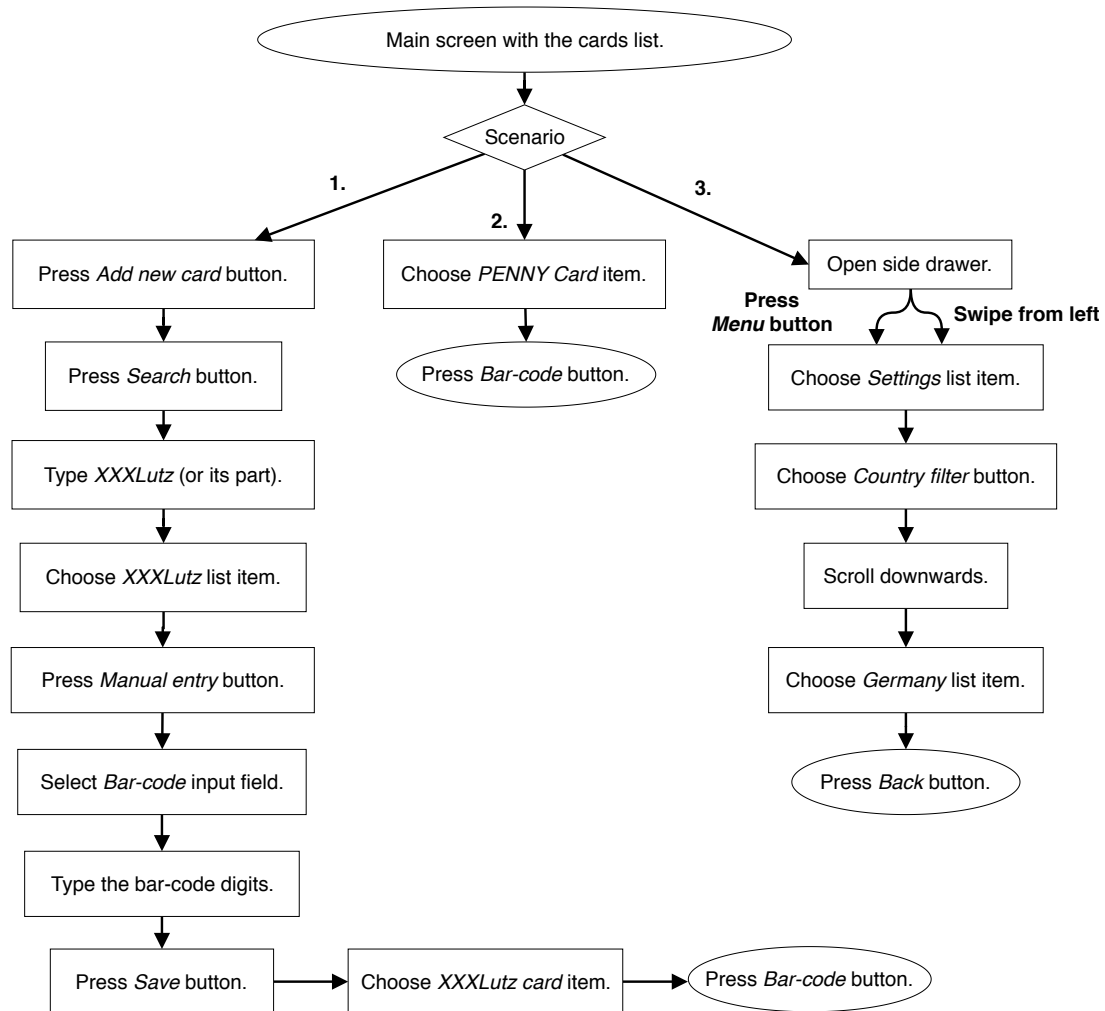 Main screen with the cards list.
Scenario
1.
2.
3.
Press Add new card button.
Choose PENNY Card item.
Open side drawer.
Press
Menu button
Swipe from left
Press Search button.
Press Bar-code button.
Choose Settings list item.
Type XXXLutz (or its part).
Choose Country filter button.
Choose XXXLutz list item.
Scroll downwards.
Press Manual entry button.
Choose Germany list item.
Select Bar-code input field.
Press Back button.
Type the bar-code digits.
Press Save button.
Choose XXXLutz card item.
Press Bar-code button.